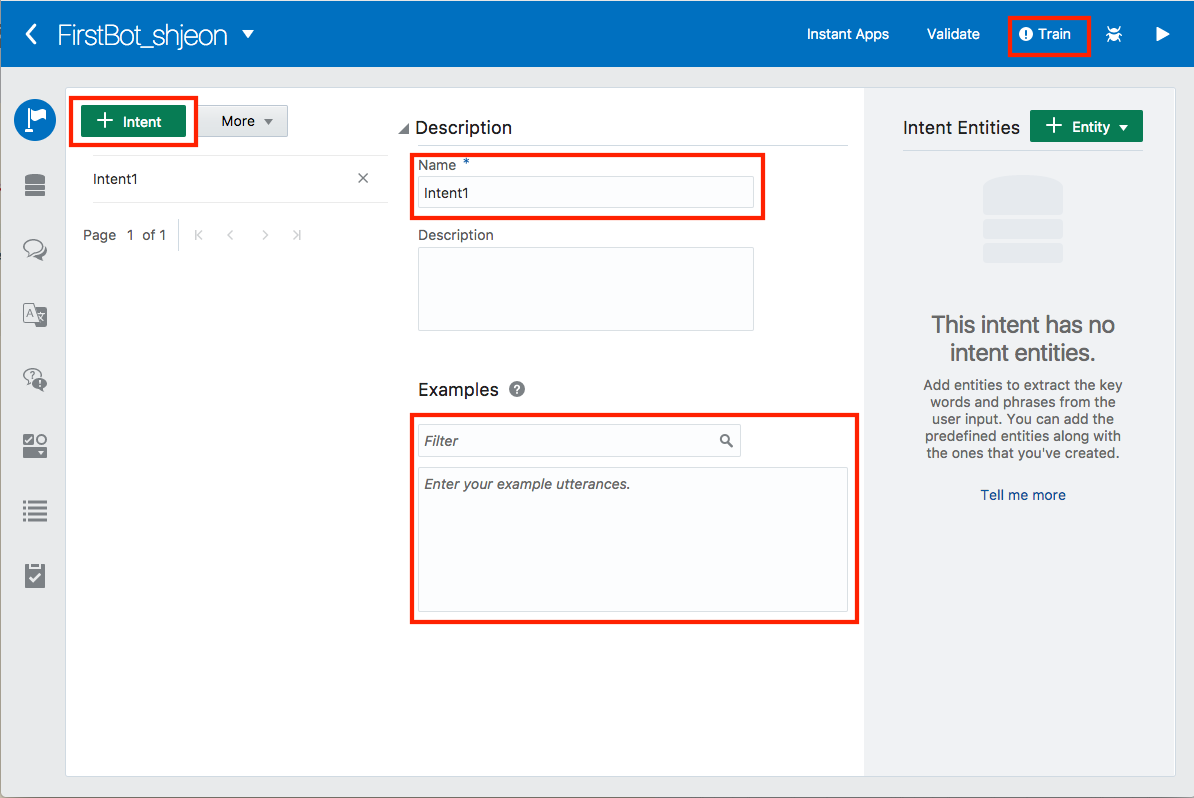 FirstBot_shjeon
Instant Apps
Validate
Train
+ Intent
More
Intent1
Page 1 of 1
Description
Name *
Intent1
Description
Examples
Filter
Enter your example utterances.
Intent Entities
+ Entity
This intent has no
intent entities.
Add entities to extract the key
words and phrases from the
user input. You can add the
predefined entities along with
the ones that you've created.
Tell me more